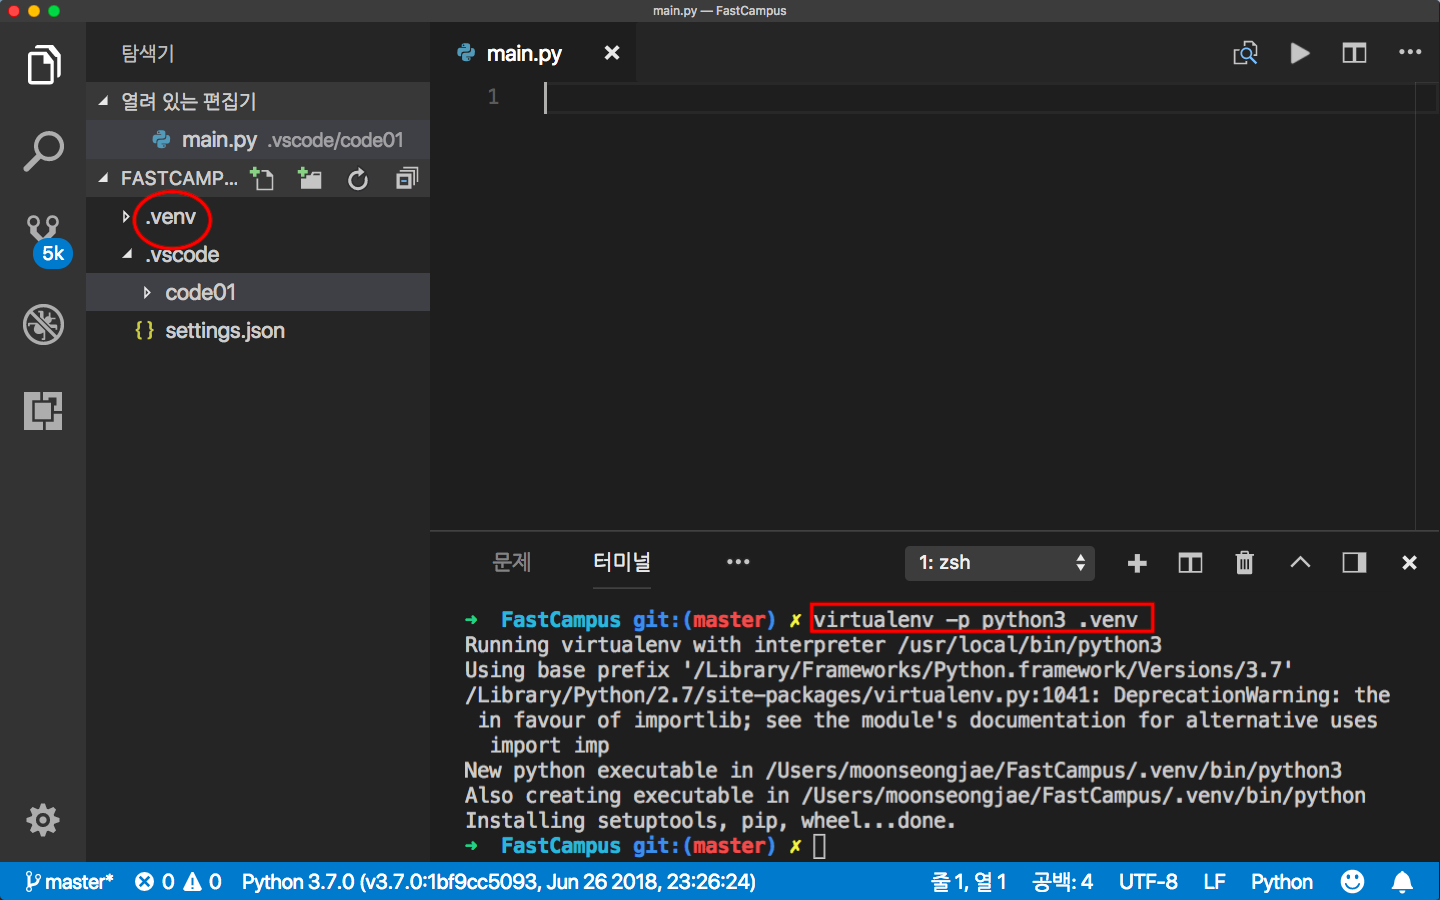 main.py — FastCampus
탐색기
열려 있는 편집기
main.py .vscode/code01
FASTCAMP...
.venv
.vscode
code01
{} settings.json
5k
main.py
1
문제 터미널 ••• 1: zsh
➜ FastCampus git:(master) ✗ virtualenv -p python3 .venv
Running virtualenv with interpreter /usr/local/bin/python3
Using base prefix '/Library/Frameworks/Python.framework/Versions/3.7'
/Library/Python/2.7/site-packages/virtualenv.py:1041: DeprecationWarning: the
in favour of importlib; see the module's documentation for alternative uses
import imp
New python executable in /Users/moonseongjae/FastCampus/.venv/bin/python3
Also creating executable in /Users/moonseongjae/FastCampus/.venv/bin/python
Installing setuptools, pip, wheel...done.
➜ FastCampus git:(master) ✗
master* 0 0 Python 3.7.0 (v3.7.0:1bf9cc5093, Jun 26 2018, 23:26:24) 줄 1, 열 1 공백: 4 UTF-8 LF Python